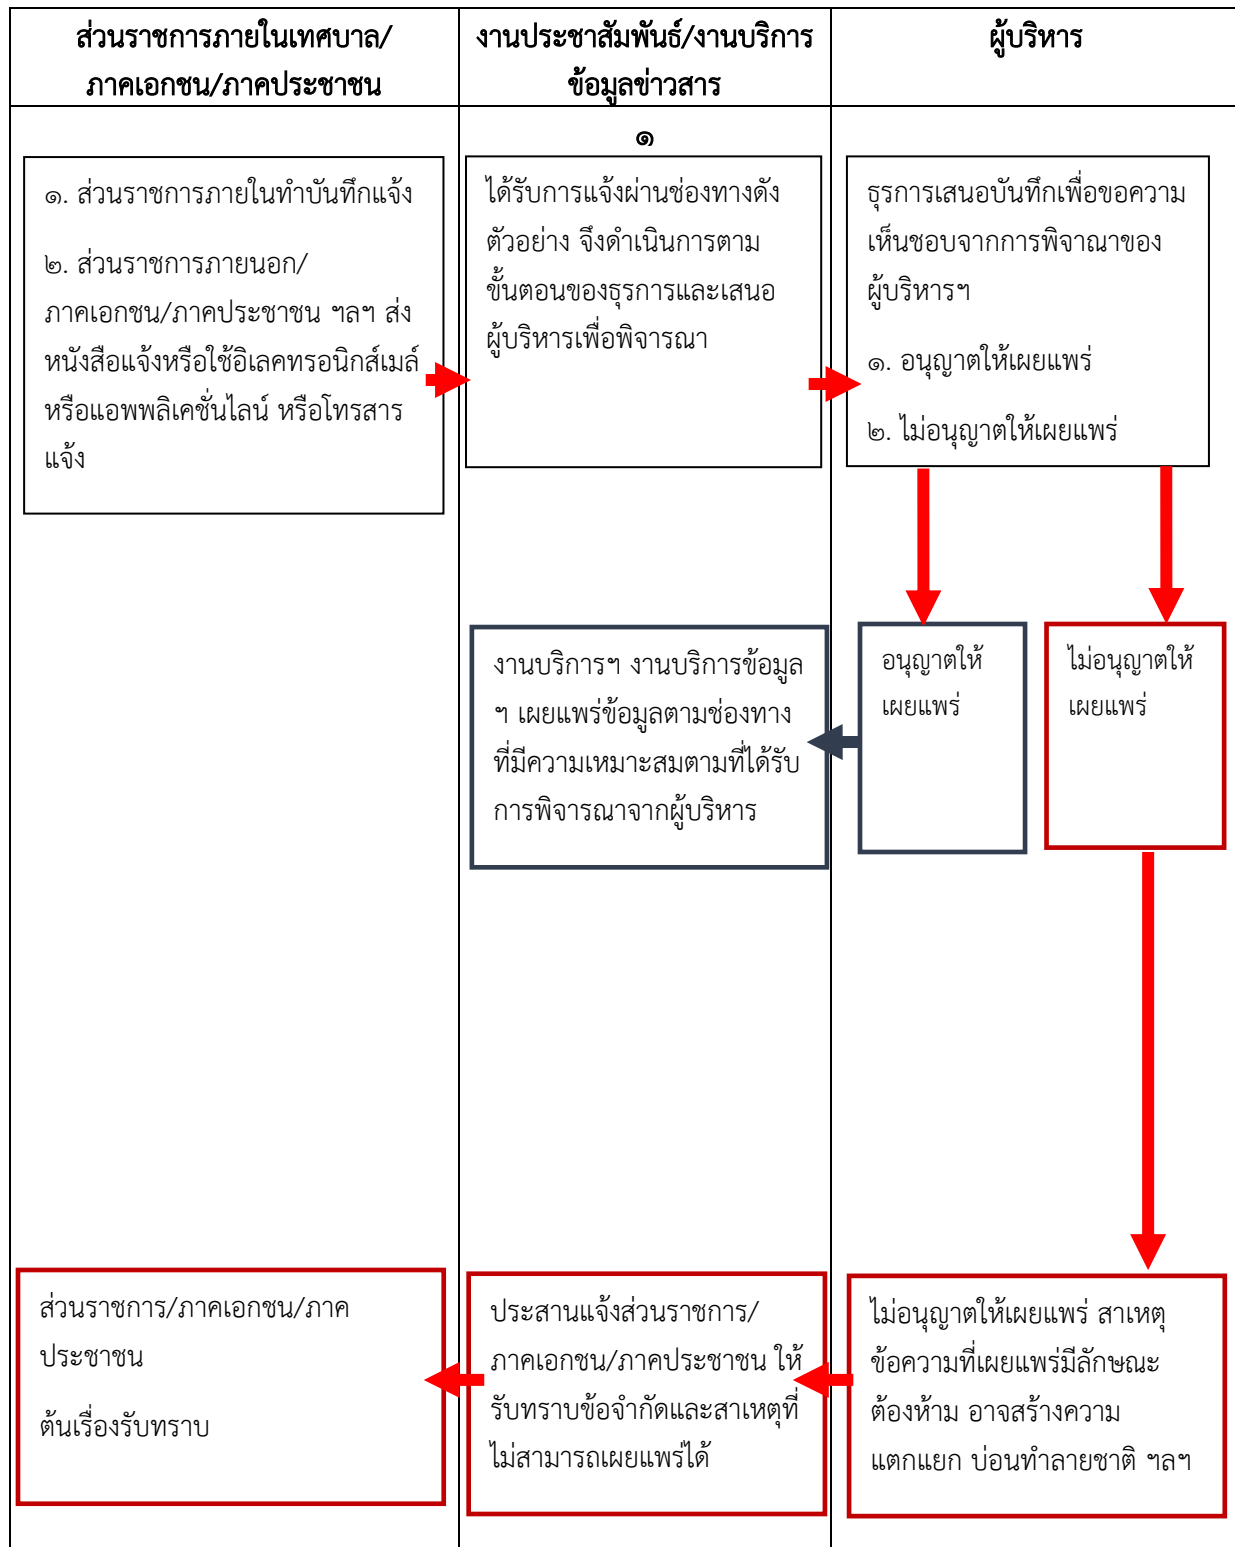 ส่วนราชการภายในเทศบาล/
ภาคเอกชน/ภาคประชาชน
งานประชาสัมพันธ์/งานบริการ
ข้อมูลข่าวสาร
ผู้บริหาร
๑
๑. ส่วนราชการภายในทำบันทึกแจ้ง
๒. ส่วนราชการภายนอก/
ภาคเอกชน/ภาคประชาชน ฯลฯ ส่ง
หนังสือแจ้งหรือใช้อิเลคทรอนิกส์เมล์
หรือแอพพลิเคชั่นไลน์ หรือโทรสาร
แจ้ง
ได้รับการแจ้งผ่านช่องทางดัง
ตัวอย่าง จึงดำเนินการตาม
ขั้นตอนของธุรการและเสนอ
ผู้บริหารเพื่อพิจารณา
ธุรการเสนอบันทึกเพื่อขอความ
เห็นชอบจากการพิจาณาของ
ผู้บริหารฯ
๑. อนุญาตให้เผยแพร่
๒. ไม่อนุญาตให้เผยแพร่
งานบริการฯ งานบริการข้อมูล
ฯ เผยแพร่ข้อมูลตามช่องทาง
ที่มีความเหมาะสมตามที่ได้รับ
การพิจารณาจากผู้บริหาร
อนุญาตให้
เผยแพร่
ไม่อนุญาตให้
เผยแพร่
ส่วนราชการ/ภาคเอกชน/ภาค
ประชาชน
ต้นเรื่องรับทราบ
ประสานแจ้งส่วนราชการ/
ภาคเอกชน/ภาคประชาชน ให้
รับทราบข้อจำกัดและสาเหตุที่
ไม่สามารถเผยแพร่ได้
ไม่อนุญาตให้เผยแพร่ สาเหตุ
ข้อความที่เผยแพร่มีลักษณะ
ต้องห้าม อาจสร้างความ
แตกแยก บ่อนทำลายชาติ ฯลฯ